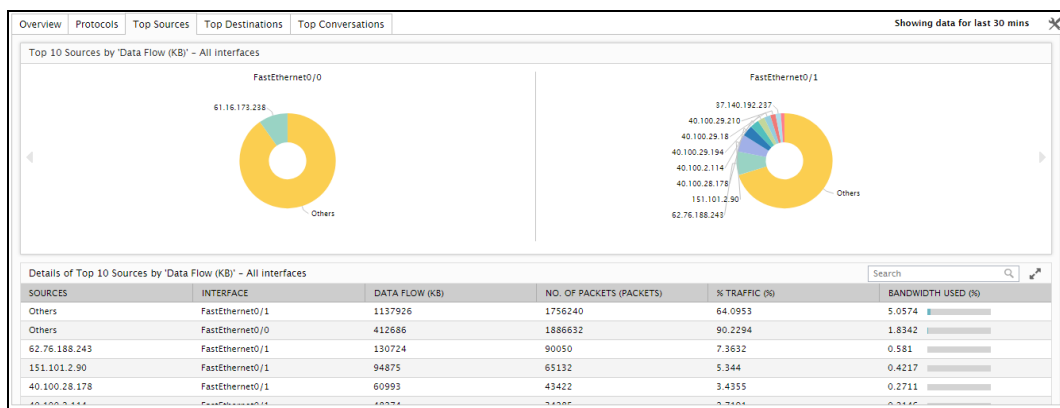 Overview Protocols Top Sources Top Destinations Top Conversations Showing data for last 30 mins
Top 10 Sources by 'Data Flow (KB)' - All interfaces
FastEthernet0/0
61.16.173.238
Others
FastEthernet0/1
37.140.192.237
40.100.29.210
40.100.29.18
40.100.29.194
40.100.2.114
40.100.28.178
151.101.2.90
62.76.188.243
Others
Details of Top 10 Sources by 'Data Flow (KB)' - All interfaces Search
SOURCES INTERFACE DATA FLOW (KB) NO. OF PACKETS (PACKETS) % TRAFFIC (%) BANDWIDTH USED (%)
Others FastEthernet0/1 1137926 1756240 64.0953 5.0574
Others FastEthernet0/0 412686 1886632 90.2294 1.8342
62.76.188.243 FastEthernet0/1 130724 90050 7.3632 0.581
151.101.2.90 FastEthernet0/1 94875 65132 5.344 0.4217
40.100.28.178 FastEthernet0/1 60993 43422 3.4355 0.2711